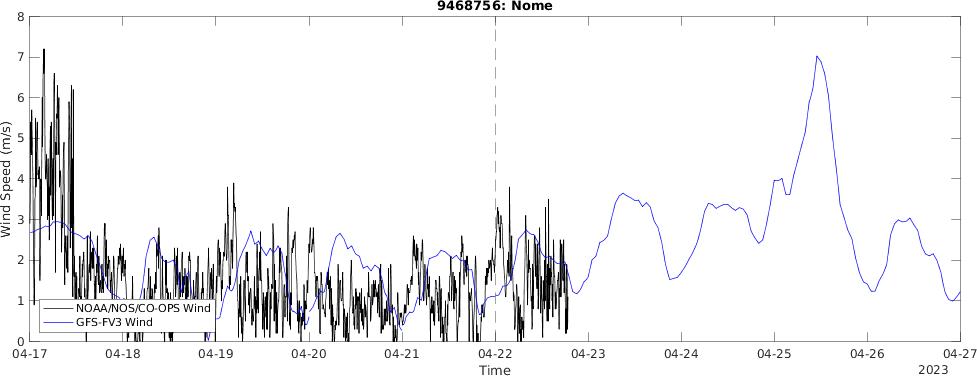 9468756: Nome
8
7
6
5
4
3
2
1
0
Wind Speed (m/s)
NOAA/NOS/CO-OPS Wind
GFS-FV3 Wind
04-17 04-18 04-19 04-20 04-21 04-22 04-23 04-24 04-25 04-26 04-27
Time
2023